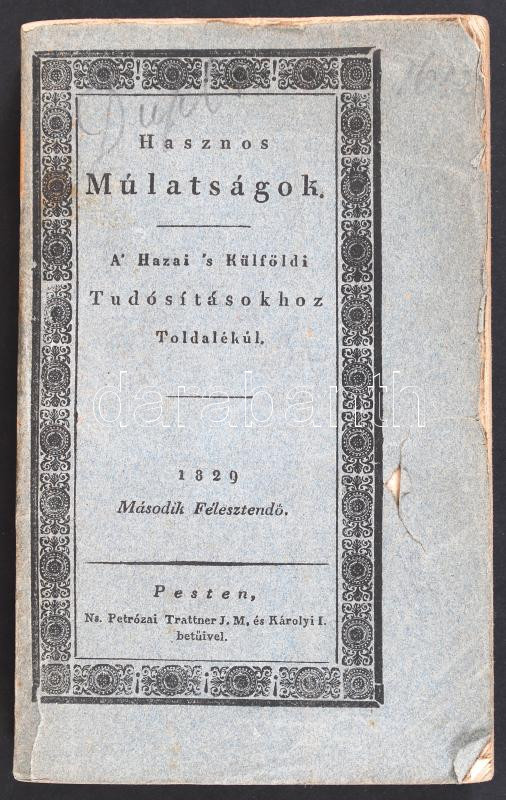 Hasznos
Múlatságok.
A' Hazai 's Külföldi
Tudósításokhoz
Toldalékúl.
darabanth
1829
Második Félesztendő.
Pesten,
Ns. Petrózai Trattner J. M. és Károlyi I.
betűivel.